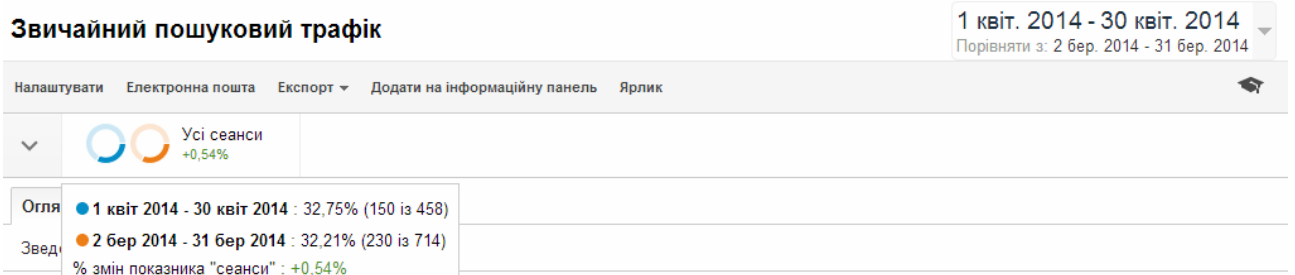 Звичайний пошуковий трафік
1 квіт. 2014 - 30 квіт. 2014
Порівняти з: 2 бер. 2014 - 31 бер. 2014
Налаштувати Електронна пошта Експорт Додати на інформаційну панель Ярлик
Усі сеанси
+0,54%
Огля
1 квіт 2014 - 30 квіт 2014 : 32,75% (150 із 458)
Звед
2 бер 2014 - 31 бер 2014 : 32,21% (230 із 714)
% змін показника "сеанси" : +0,54%